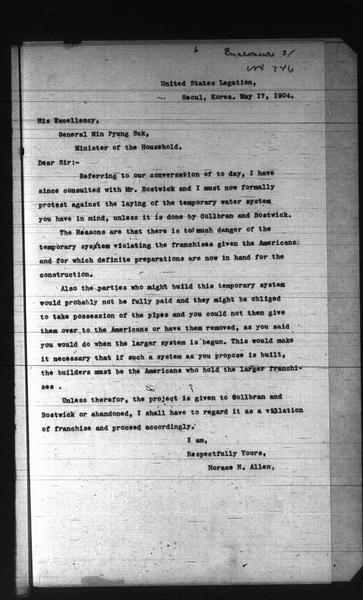 Enclosure 2/
No 746
United States Legation,
Seoul, Korea. May 17, 1904.
His Excellency,
General Min Pyung Suk,
Minister of the Household.
Dear Sir:-
Referring to our conversation of to day, I have
since consulted with Mr. Bostwick and I must now formally
protest against the laying of the temporary water system
you have in mind, unless it is done by Collbran and Bostwick.
The Reasons are that there is too much danger of the
temporary system violating the franchises given the Americans
and for which definite preparations are now in hand for the
construction.
Also the parties who might build this temporary system
would probably not be fully paid and they might be obliged
to take possession of the pipes and you could not then give
them over to the Americans or have them removed, as you said
you would do when the larger system is begun. This would make
it necessary that if such a system as you propose is built,
the builders must be the Americans who hold the larger franchi-
ses .
Unless therefor, the project is given to Collbran and
Bostwick or abandoned, I shall have to regard it as a violation
of franchise and proceed accordingly.
I am,
Respectfully Yours,
Horace N. Allen,